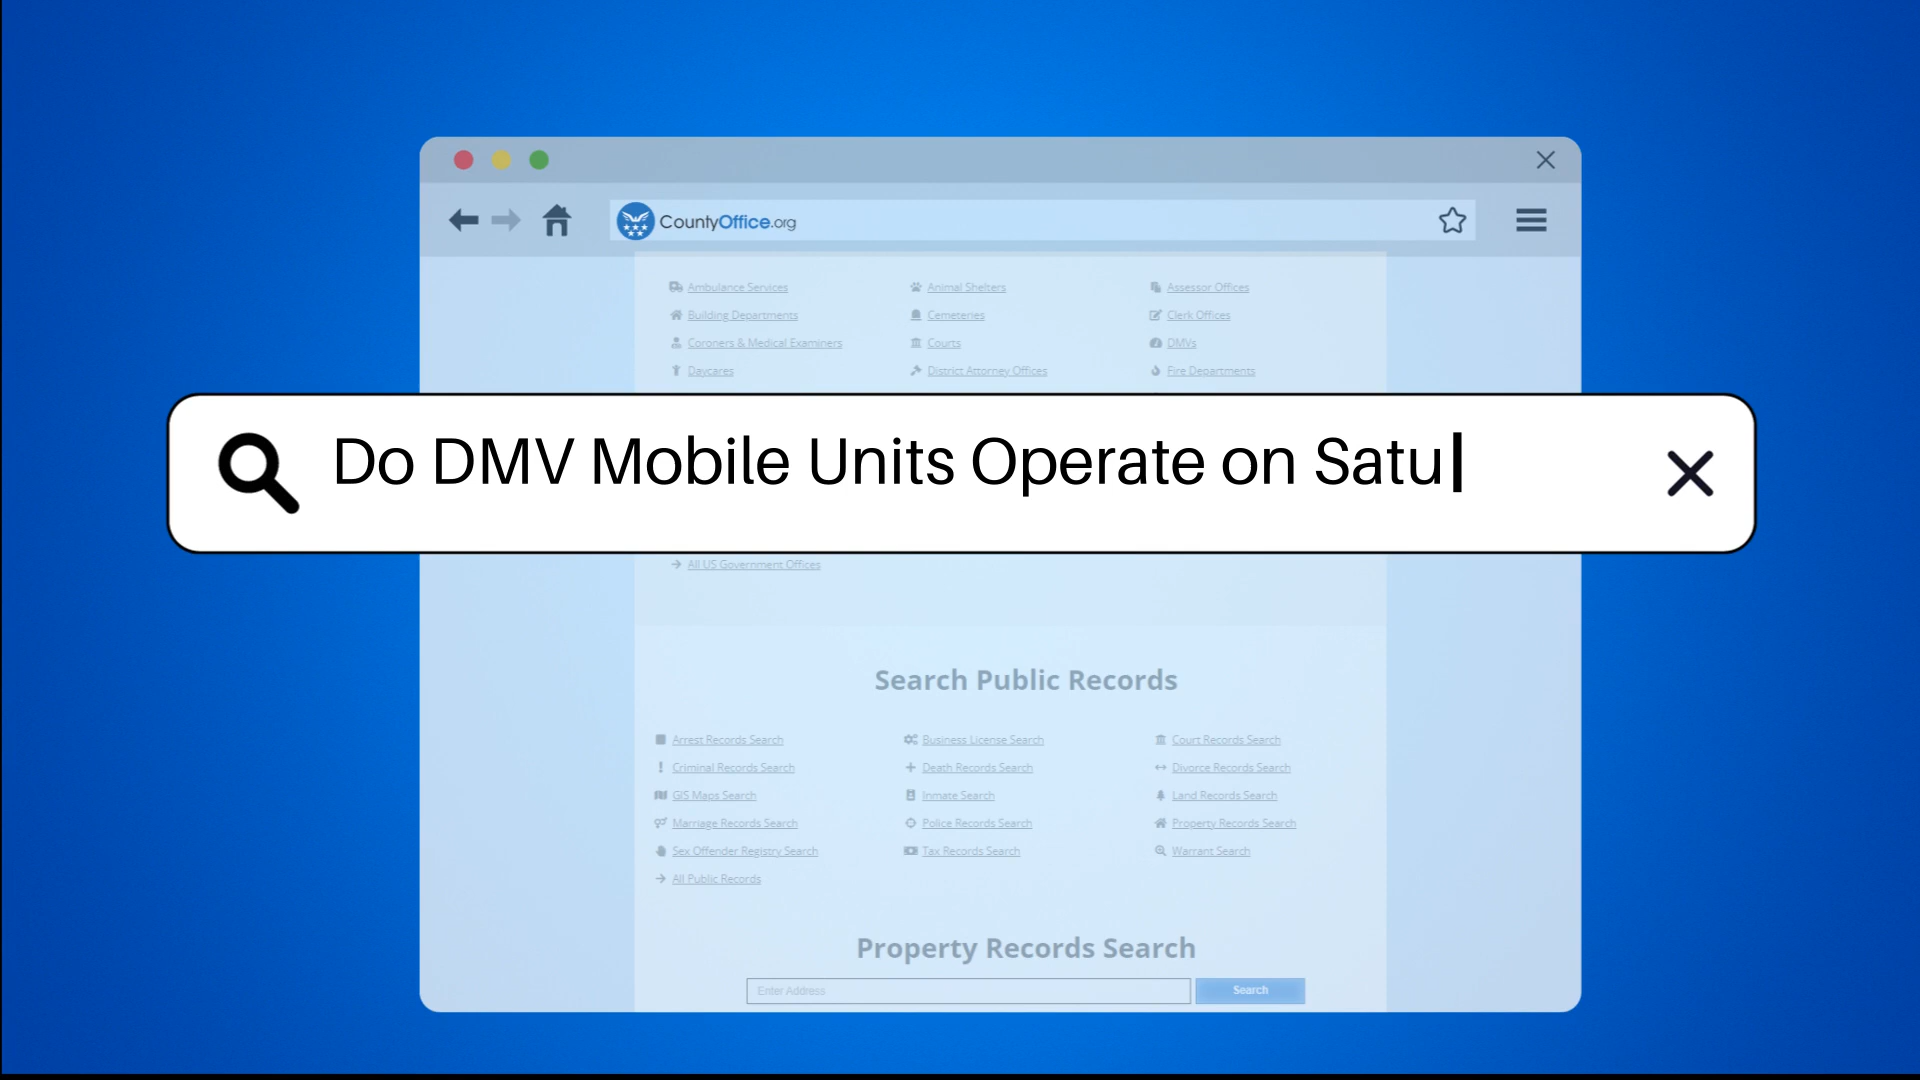 CountyOffice.org
Ambulance Services Animal Shelters Assessor Offices
Building Departments Cemeteries Clerk Offices
Coroners & Medical Examiners Courts DMVs
Daycares District Attorney Offices Fire Departments
Do DMV Mobile Units Operate on Satu
All US Government Offices
Search Public Records
Arrest Records Search Business License Search Court Records Search
Criminal Records Search Death Records Search Divorce Records Search
GIS Maps Search Inmate Search Land Records Search
Marriage Records Search Police Records Search Property Records Search
Sex Offender Registry Search Tax Records Search Warrant Search
All Public Records
Property Records Search
Enter Address Search